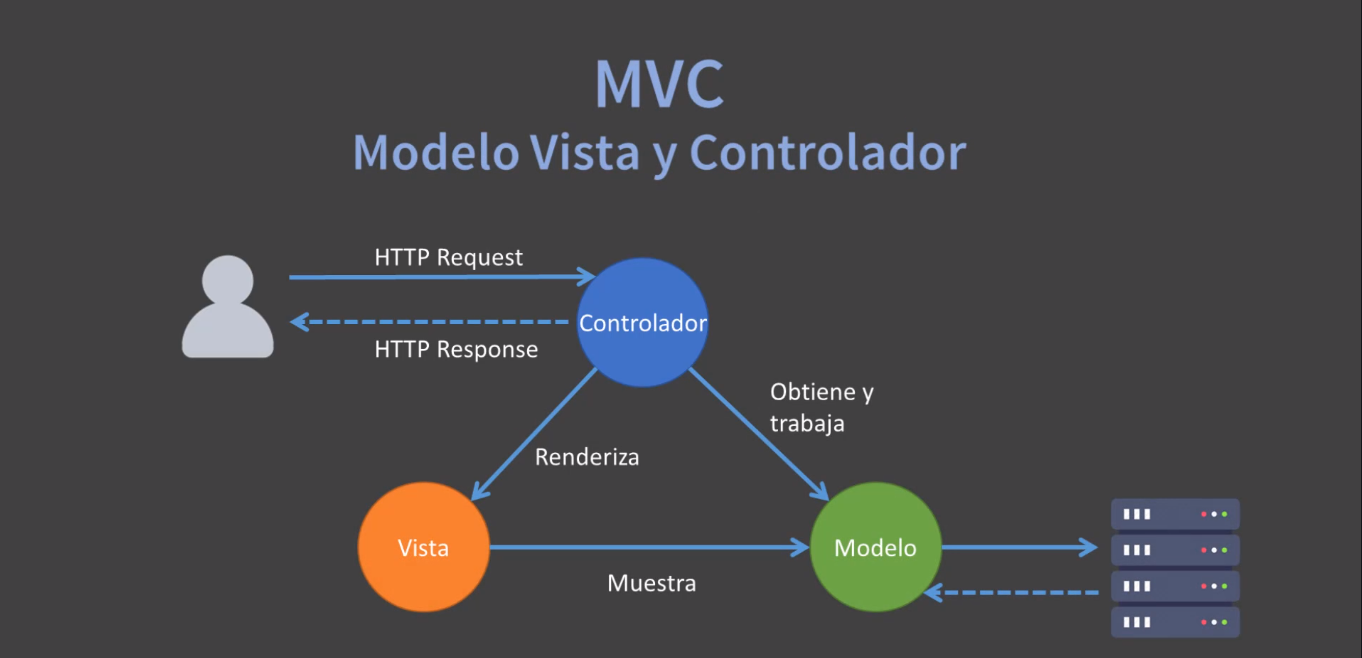 MVC
Modelo Vista y Controlador
HTTP Request
Controlador
HTTP Response
Obtiene y
trabaja
Renderiza
Vista
Modelo
Muestra